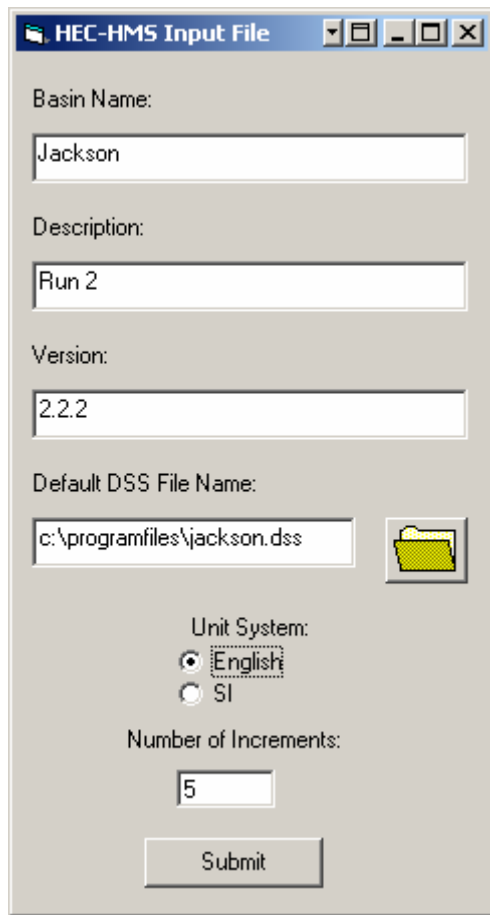 HEC-HMS Input File
Basin Name:
Jackson
Description:
Run 2
Version:
2.2.2
Default DSS File Name:
c:\programfiles\jackson.dss
Unit System:
English
SI
Number of Increments:
5
Submit